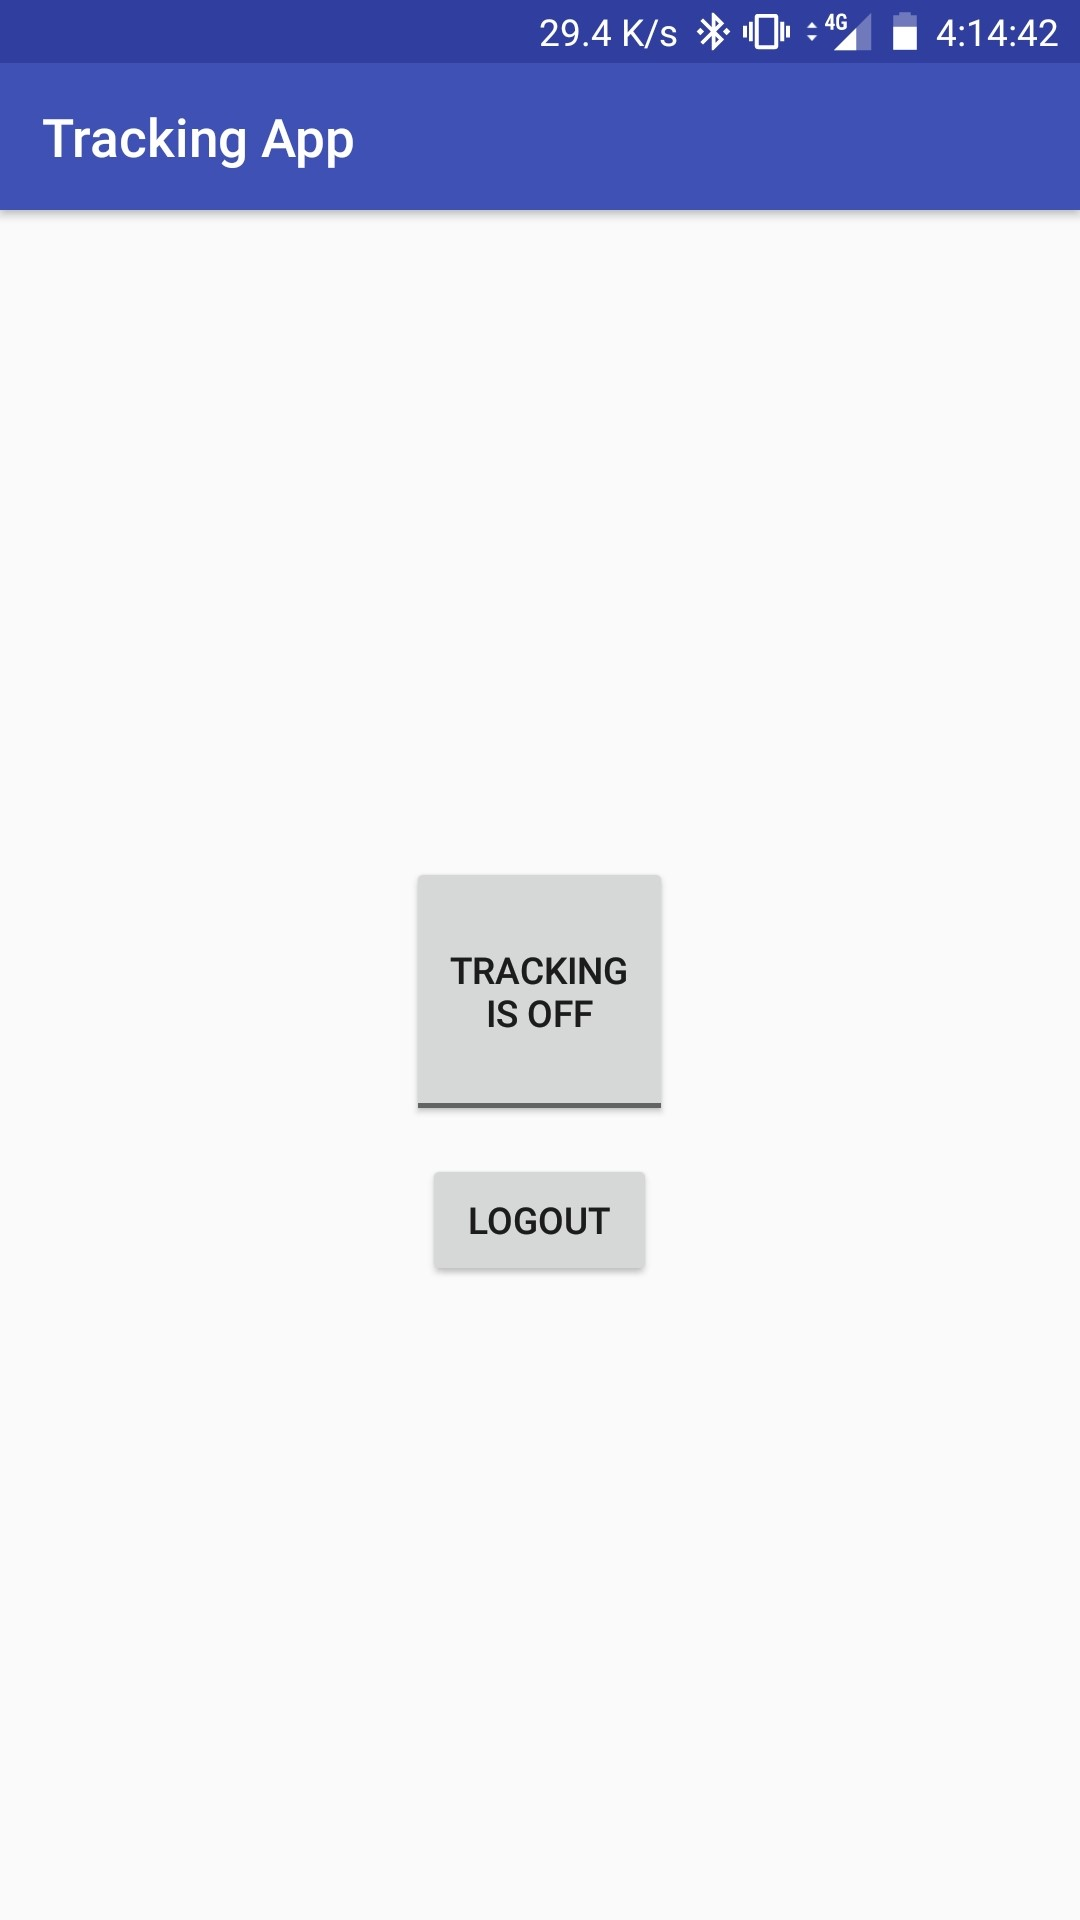 29.4 K/s 4G 4:14:42
Tracking App
TRACKING
IS OFF
LOGOUT